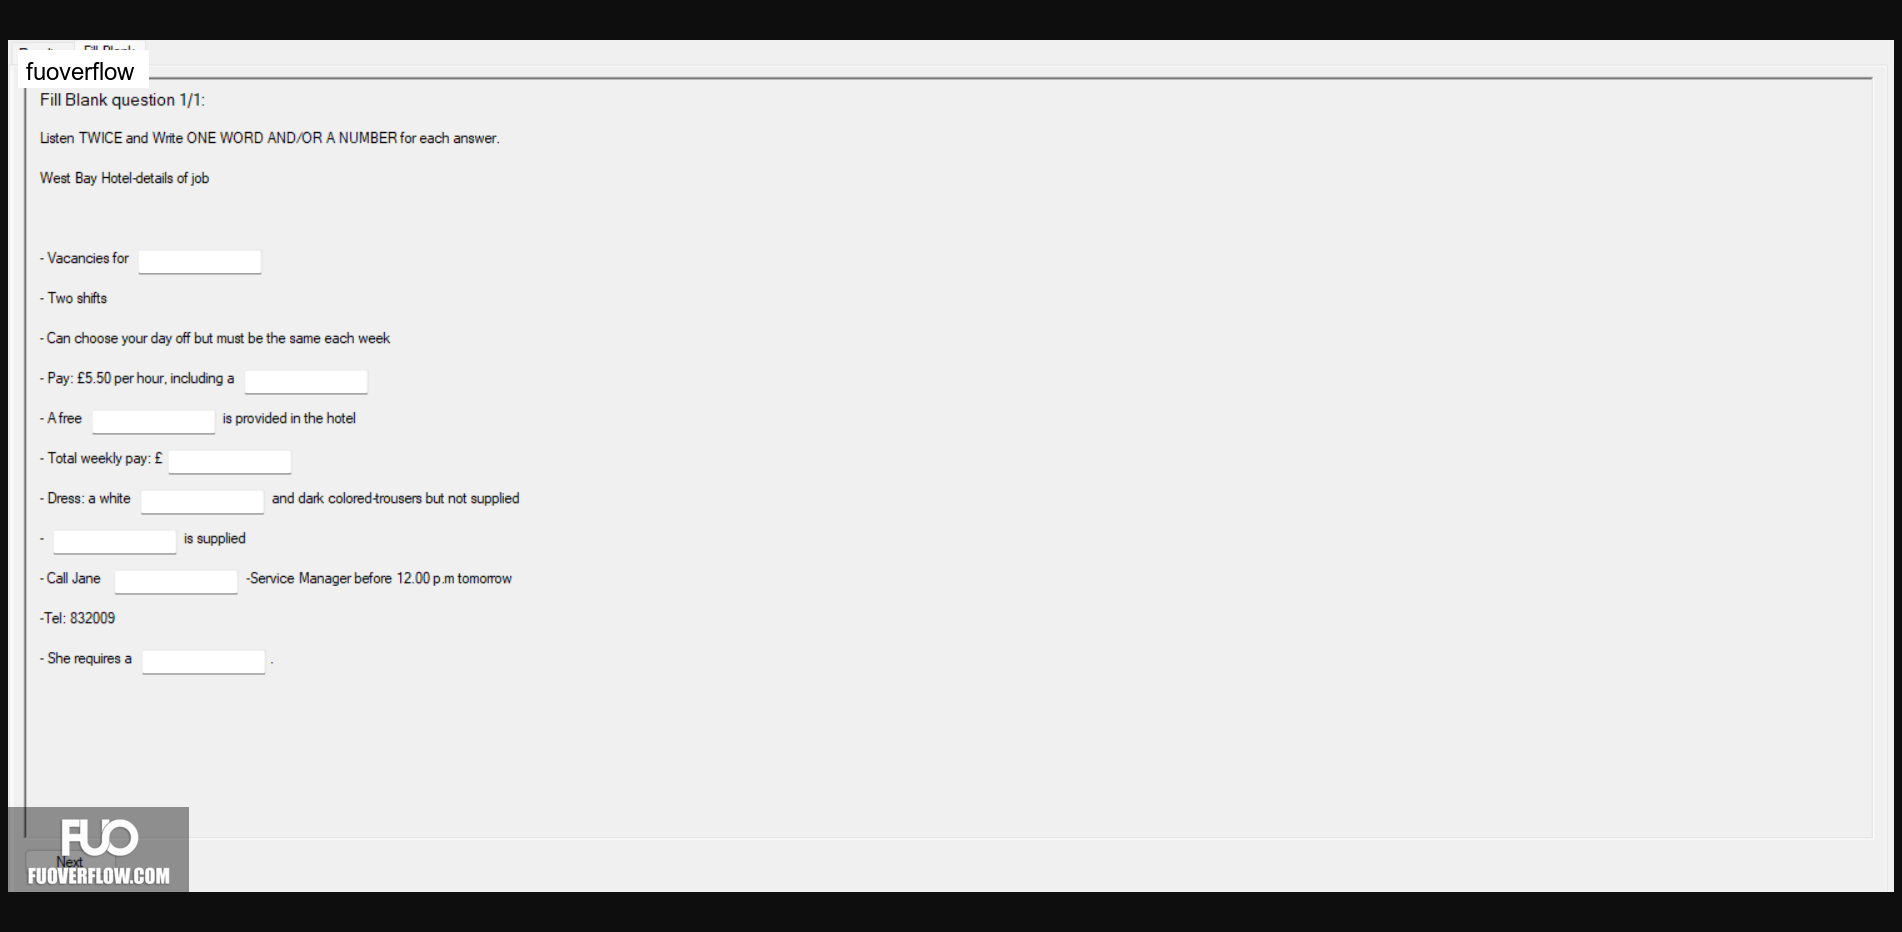 Fill Blank
fuoverflow
Fill Blank question 1/1:
Listen TWICE and Write ONE WORD AND/OR A NUMBER for each answer.
West Bay Hotel-details of job
- Vacancies for
- Two shifts
- Can choose your day off but must be the same each week
- Pay: £5.50 per hour, including a
- A free is provided in the hotel
- Total weekly pay: £
- Dress: a white and dark colored-trousers but not supplied
- is supplied
- Call Jane -Service Manager before 12.00 p.m tomorrow
-Tel: 832009
- She requires a .
FUO
Next
FUOVERFLOW.COM